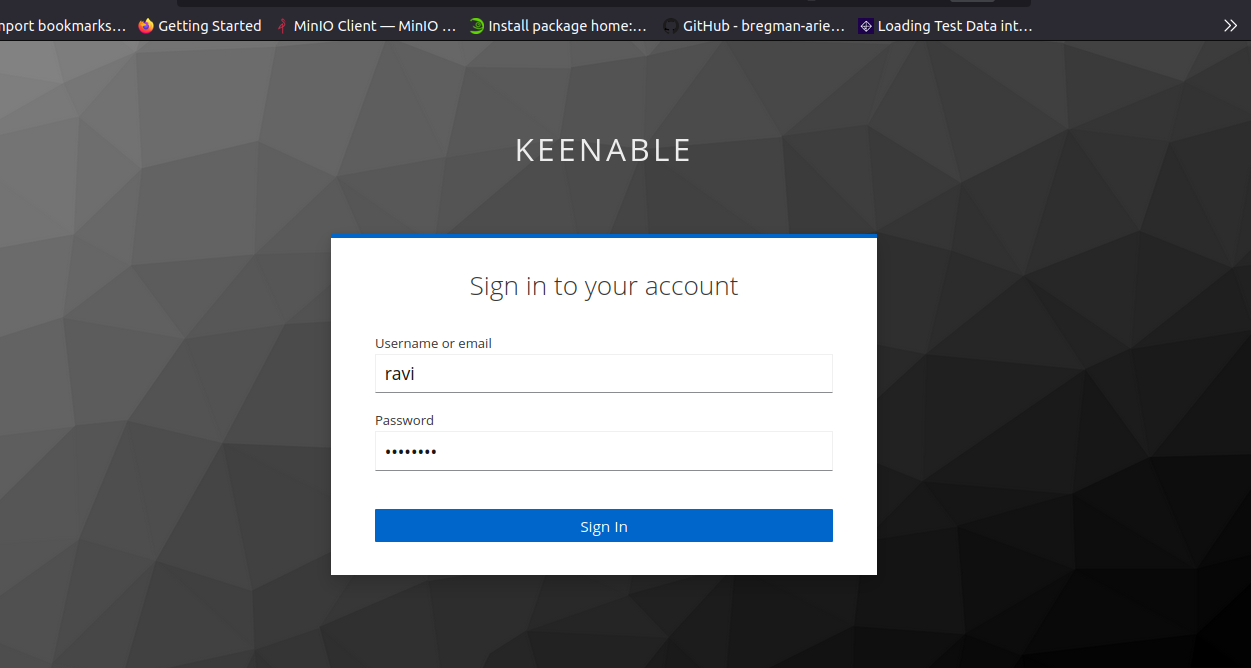 mport bookmarks… Getting Started MinIO Client — MinIO … Install package home:… GitHub - bregman-arie… Loading Test Data int…
KEENABLE
Sign in to your account
Username or email
ravi
Password
••••••••
Sign In